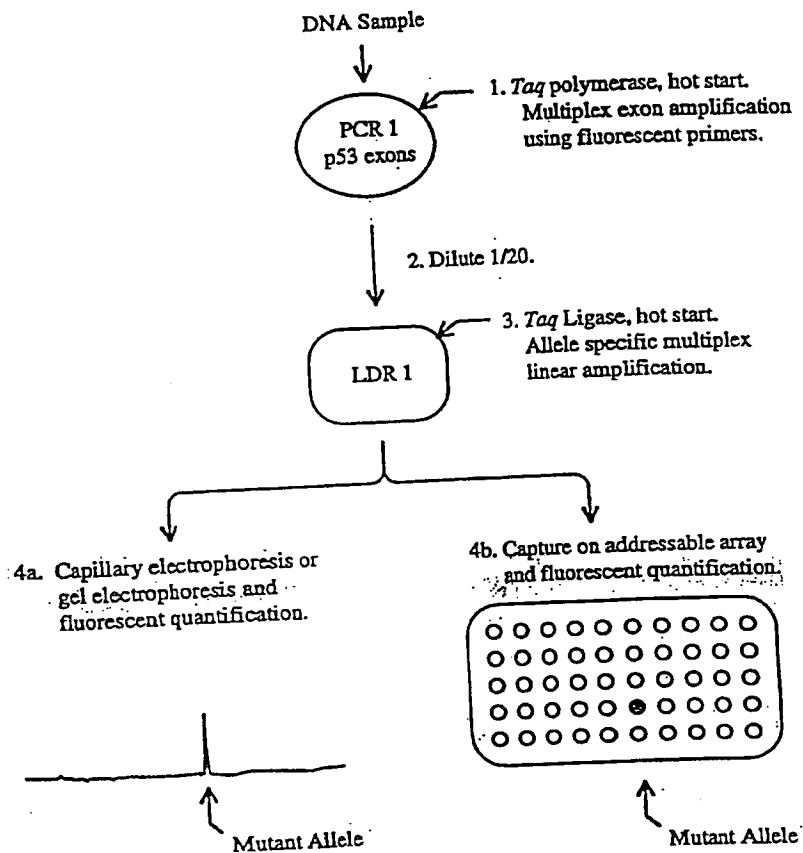 DNA Sample
1. Taq polymerase, hot start.
Multiplex exon amplification
using fluorescent primers.
PCR 1
p53 exons
2. Dilute 1/20.
3. Taq Ligase, hot start.
Allele specific multiplex
linear amplification.
LDR 1
4a. Capillary electrophoresis or
gel electrophoresis and
fluorescent quantification.
4b. Capture on addressable array
and fluorescent quantification.
Mutant Allele
Mutant Allele